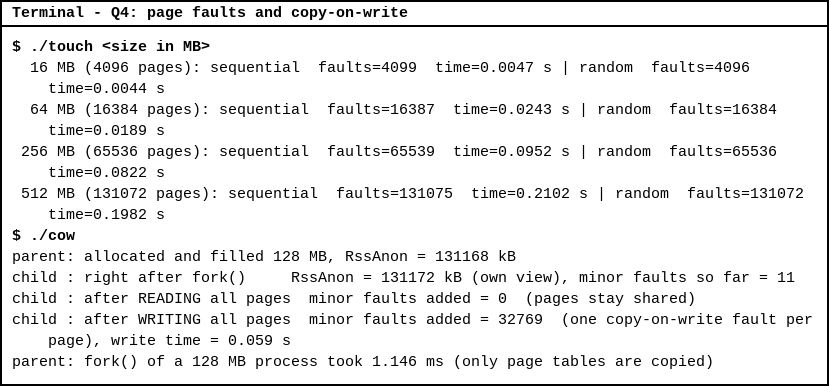 Terminal - Q4: page faults and copy-on-write
$ ./touch <size in MB>
  16 MB (4096 pages): sequential  faults=4099  time=0.0047 s | random  faults=4096
    time=0.0044 s
  64 MB (16384 pages): sequential  faults=16387  time=0.0243 s | random  faults=16384
    time=0.0189 s
 256 MB (65536 pages): sequential  faults=65539  time=0.0952 s | random  faults=65536
    time=0.0822 s
 512 MB (131072 pages): sequential  faults=131075  time=0.2102 s | random  faults=131072
    time=0.1982 s
$ ./cow
parent: allocated and filled 128 MB, RssAnon = 131168 kB
child : right after fork()     RssAnon = 131172 kB (own view), minor faults so far = 11
child : after READING all pages  minor faults added = 0  (pages stay shared)
child : after WRITING all pages  minor faults added = 32769  (one copy-on-write fault per
    page), write time = 0.059 s
parent: fork() of a 128 MB process took 1.146 ms (only page tables are copied)